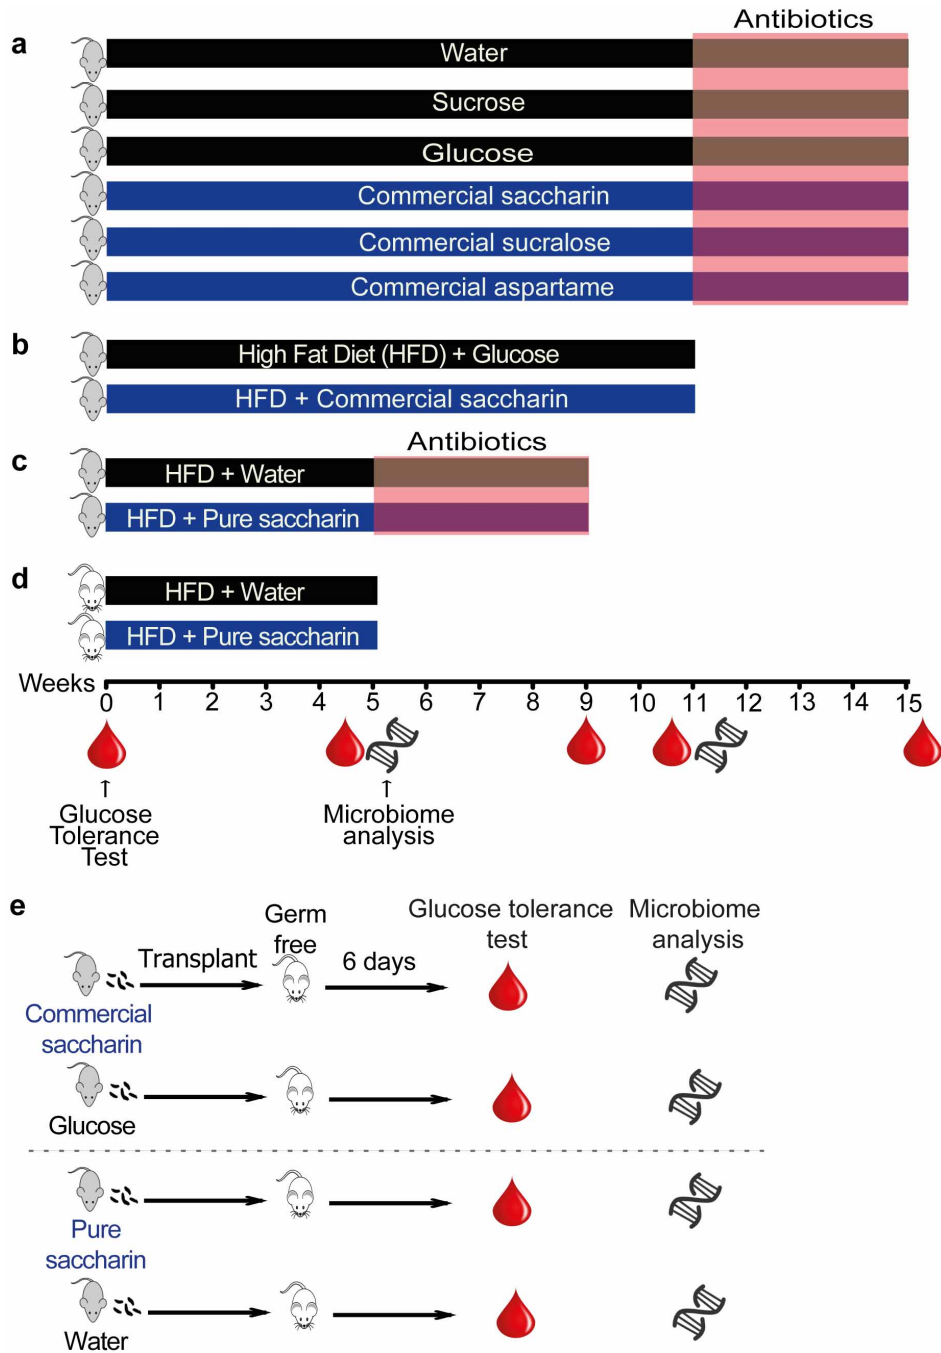 Antibiotics
a
Water
Sucrose
Glucose
Commercial saccharin
Commercial sucralose
Commercial aspartame
b
High Fat Diet (HFD) + Glucose
HFD + Commercial saccharin
Antibiotics
c
HFD + Water
HFD + Pure saccharin
d
HFD + Water
HFD + Pure saccharin
Weeks
0 1 2 3 4 5 6 7 8 9 10 11 12 13 14 15
Glucose
Tolerance
Test
Microbiome
analysis
e
Germ
free
Glucose tolerance
test
Microbiome
analysis
Transplant
6 days
Commercial
saccharin
Glucose
Pure
saccharin
Water